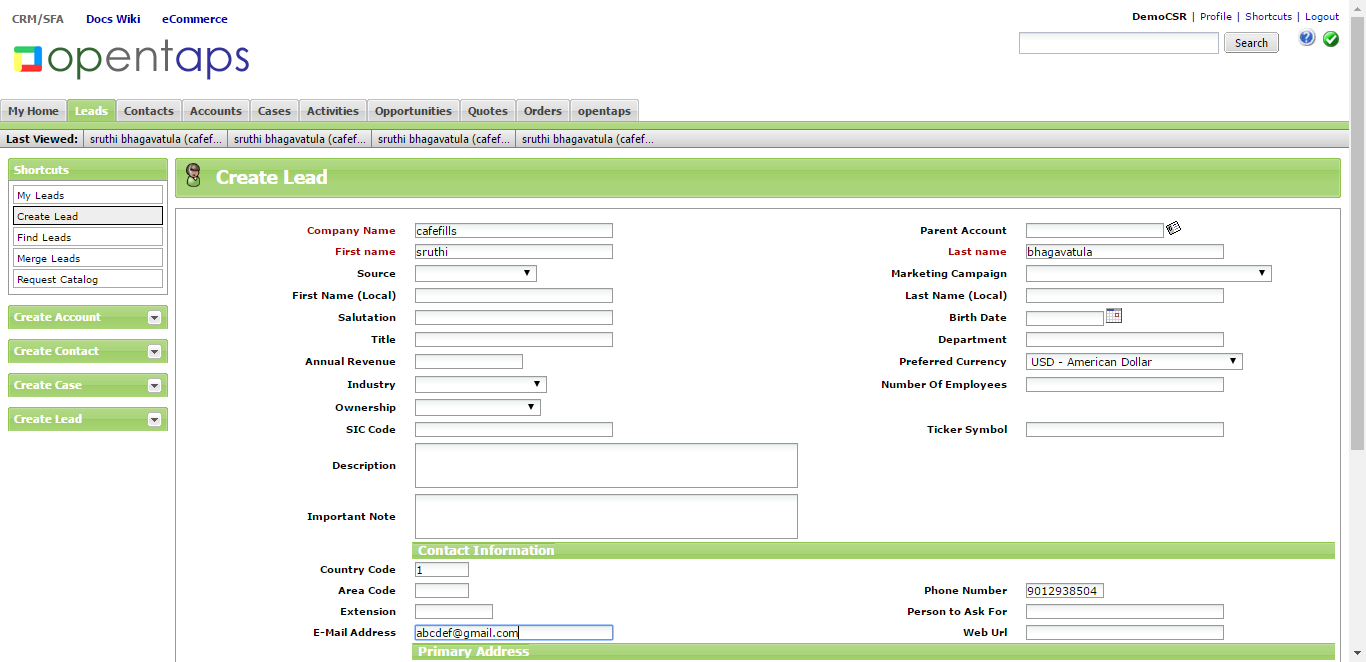 CRM/SFA Docs Wiki eCommerce
DemoCSR | Profile | Shortcuts | Logout
opentaps
Search
?
My Home Leads Contacts Accounts Cases Activities Opportunities Quotes Orders opentaps
Last Viewed: sruthi bhagavatula (cafef... sruthi bhagavatula (cafef... sruthi bhagavatula (cafef... sruthi bhagavatula (cafef...
Shortcuts
My Leads
Create Lead
Find Leads
Merge Leads
Request Catalog
Create Account
Create Contact
Create Case
Create Lead
Create Lead
Company Name cafefills Parent Account
First name sruthi Last name bhagavatula
Source Marketing Campaign
First Name (Local) Last Name (Local)
Salutation Birth Date
Title Department
Annual Revenue Preferred Currency USD - American Dollar
Industry Number Of Employees
Ownership
SIC Code Ticker Symbol
Description
Important Note
Contact Information
Country Code 1
Area Code Phone Number 9012938504
Extension Person to Ask For
E-Mail Address abcdef@gmail.com Web Url
Primary Address